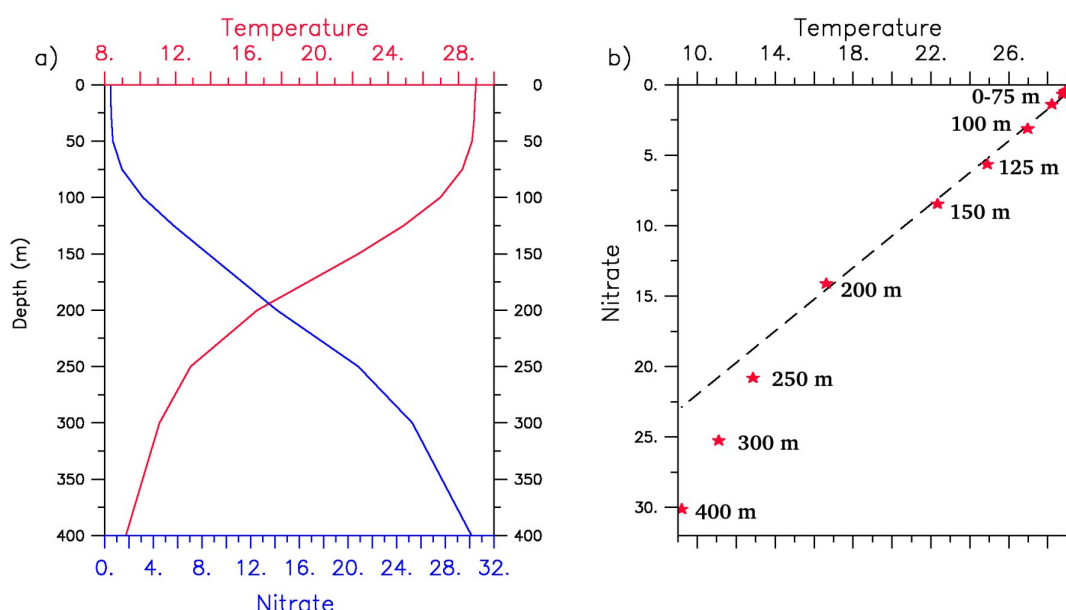 Temperature
a) 8. 12. 16. 20. 24. 28.
0 0
50 50
100 100
150 150
200 200
250 250
300 300
350 350
400 400
Depth (m)
0. 4. 8. 12. 16. 20. 24. 28. 32.
Nitrate
Temperature
b) 10. 14. 18. 22. 26.
0.
5.
10.
15.
20.
25.
30.
Nitrate
0-75 m
100 m
125 m
150 m
200 m
250 m
300 m
400 m